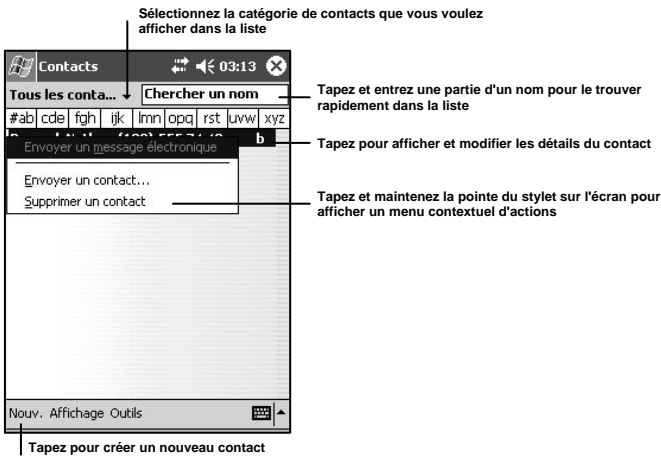 Sélectionnez la catégorie de contacts que vous voulez
afficher dans la liste
Contacts 03:13
Tous les conta... Chercher un nom
Tapez et entrez une partie d'un nom pour le trouver
rapidement dans la liste
#ab cde fgh ijk lmn opq rst uvw xyz
b
Tapez pour afficher et modifier les détails du contact
Envoyer un message électronique
Envoyer un contact...
Supprimer un contact
Tapez et maintenez la pointe du stylet sur l'écran pour
afficher un menu contextuel d'actions
Nouv. Affichage Outils
Tapez pour créer un nouveau contact